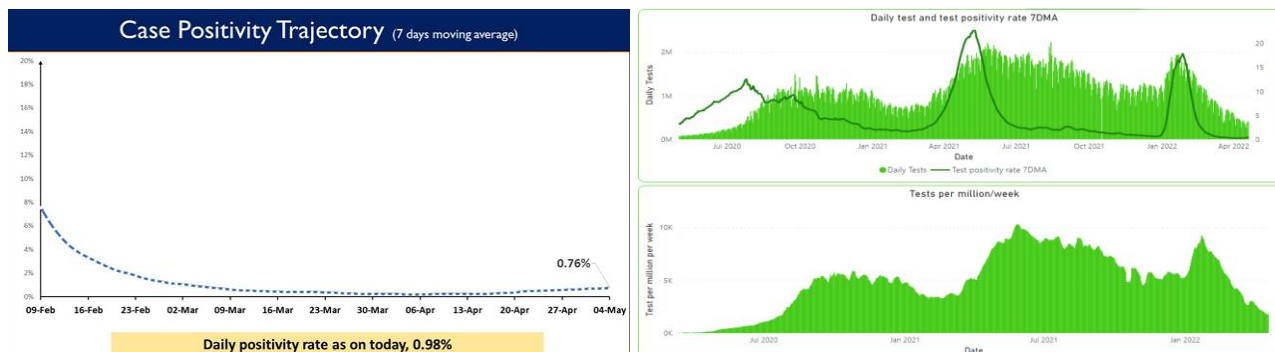 Case Positivity Trajectory (7 days moving average)
20%
18%
16%
14%
12%
10%
8%
6%
4%
2%
0%
0.76%
09-Feb 16-Feb 23-Feb 02-Mar 09-Mar 16-Mar 23-Mar 30-Mar 06-Apr 13-Apr 20-Apr 27-Apr 04-May
Daily positivity rate as on today, 0.98%
Daily test and test positivity rate 7DMA
Daily Tests
2M
1M
0M
20
15
10
5
0
Jul 2020 Oct 2020 Jan 2021 Apr 2021 Jul 2021 Oct 2021 Jan 2022 Apr 2022
Date
Daily Tests Test positivity rate 7DMA
Tests per million/week
Test per million per week
10K
5K
0K
Jul 2020 Jan 2021 Jul 2021 Jan 2022
Date